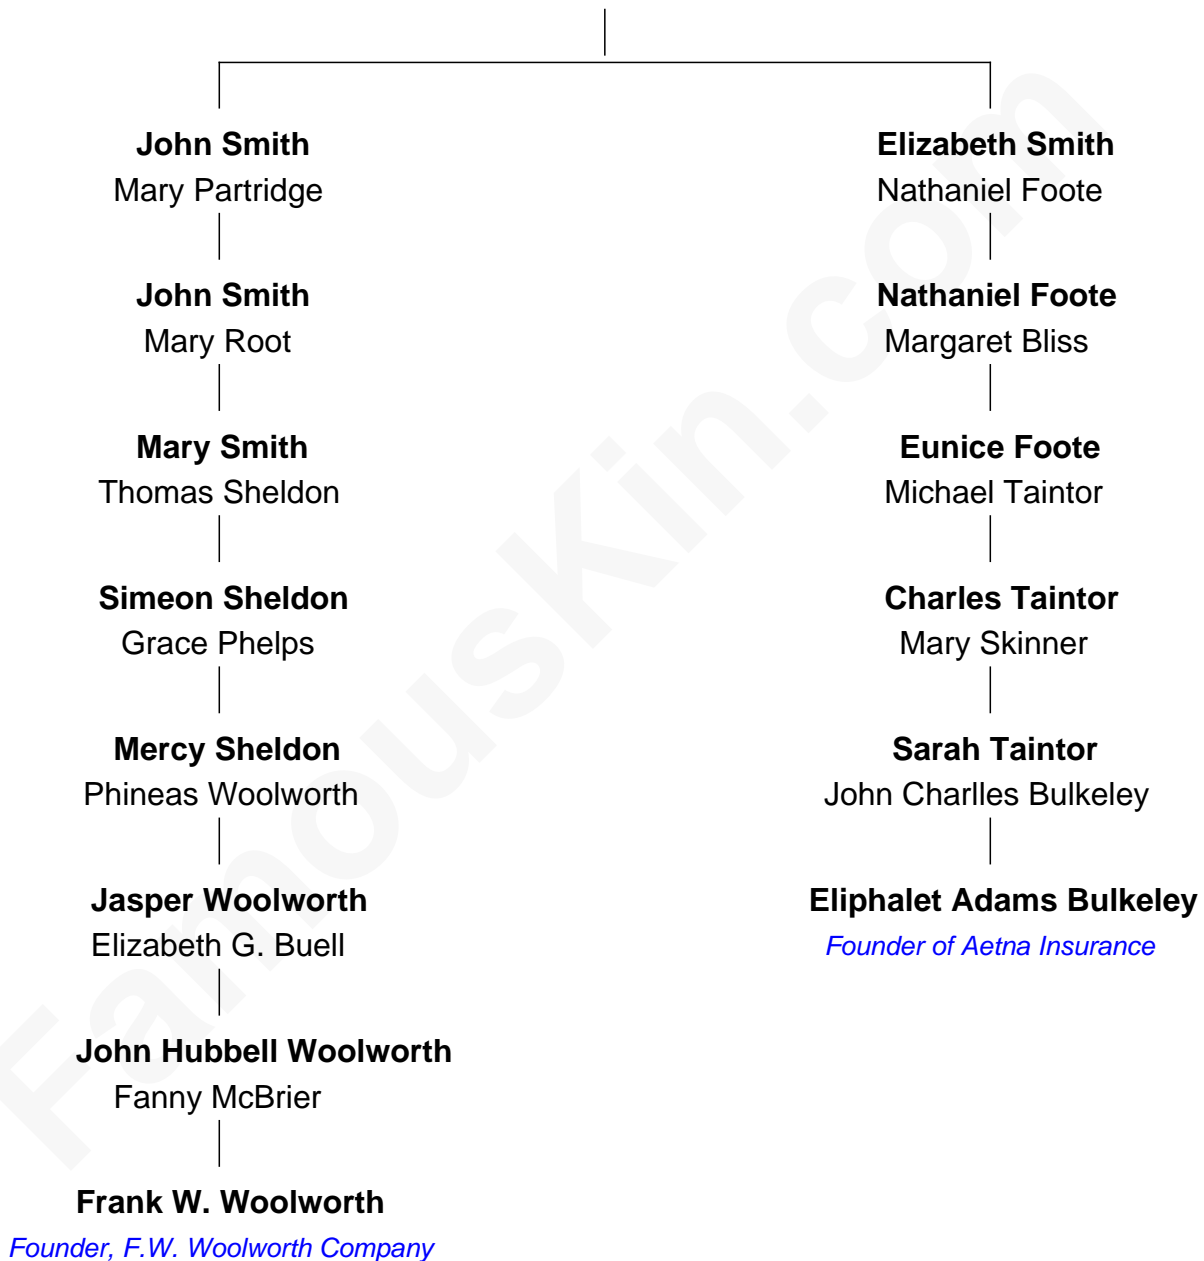 John Smith
Mary Partridge
John Smith
Mary Root
Mary Smith
Thomas Sheldon
Simeon Sheldon
Grace Phelps
Mercy Sheldon
Phineas Woolworth
Jasper Woolworth
Elizabeth G. Buell
John Hubbell Woolworth
Fanny McBrier
Frank W. Woolworth
Founder, F.W. Woolworth Company
Elizabeth Smith
Nathaniel Foote
Nathaniel Foote
Margaret Bliss
Eunice Foote
Michael Taintor
Charles Taintor
Mary Skinner
Sarah Taintor
John Charlles Bulkeley
Eliphalet Adams Bulkeley
Founder of Aetna Insurance
FamousKin.com